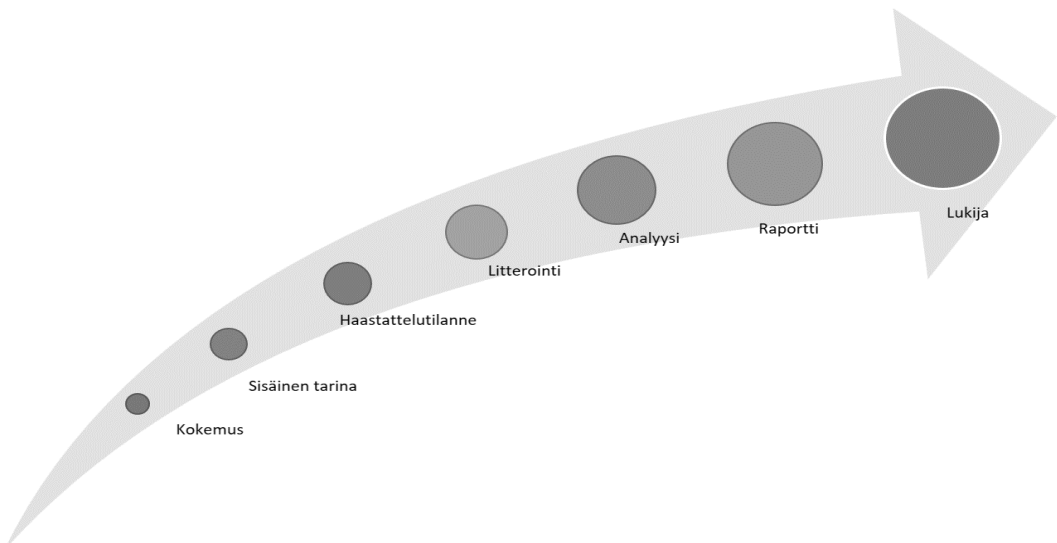 Kokemus
Sisäinen tarina
Haastattelutilanne
Litterointi
Analyysi
Raportti
Lukija